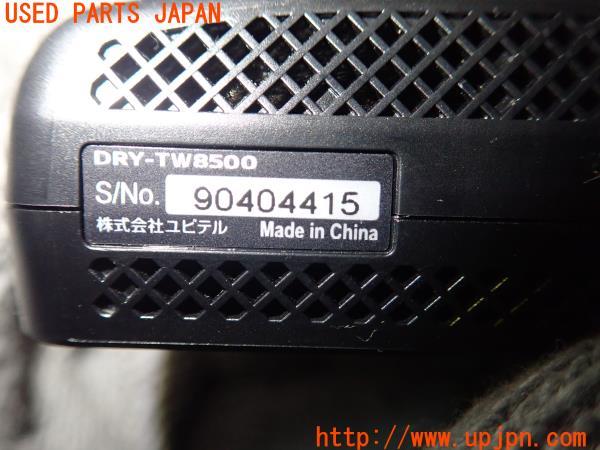 USED PARTS JAPAN
DRY-TW8500
S/No. 90404415
株式会社ユピテル Made in China
http://www.upjpn.com